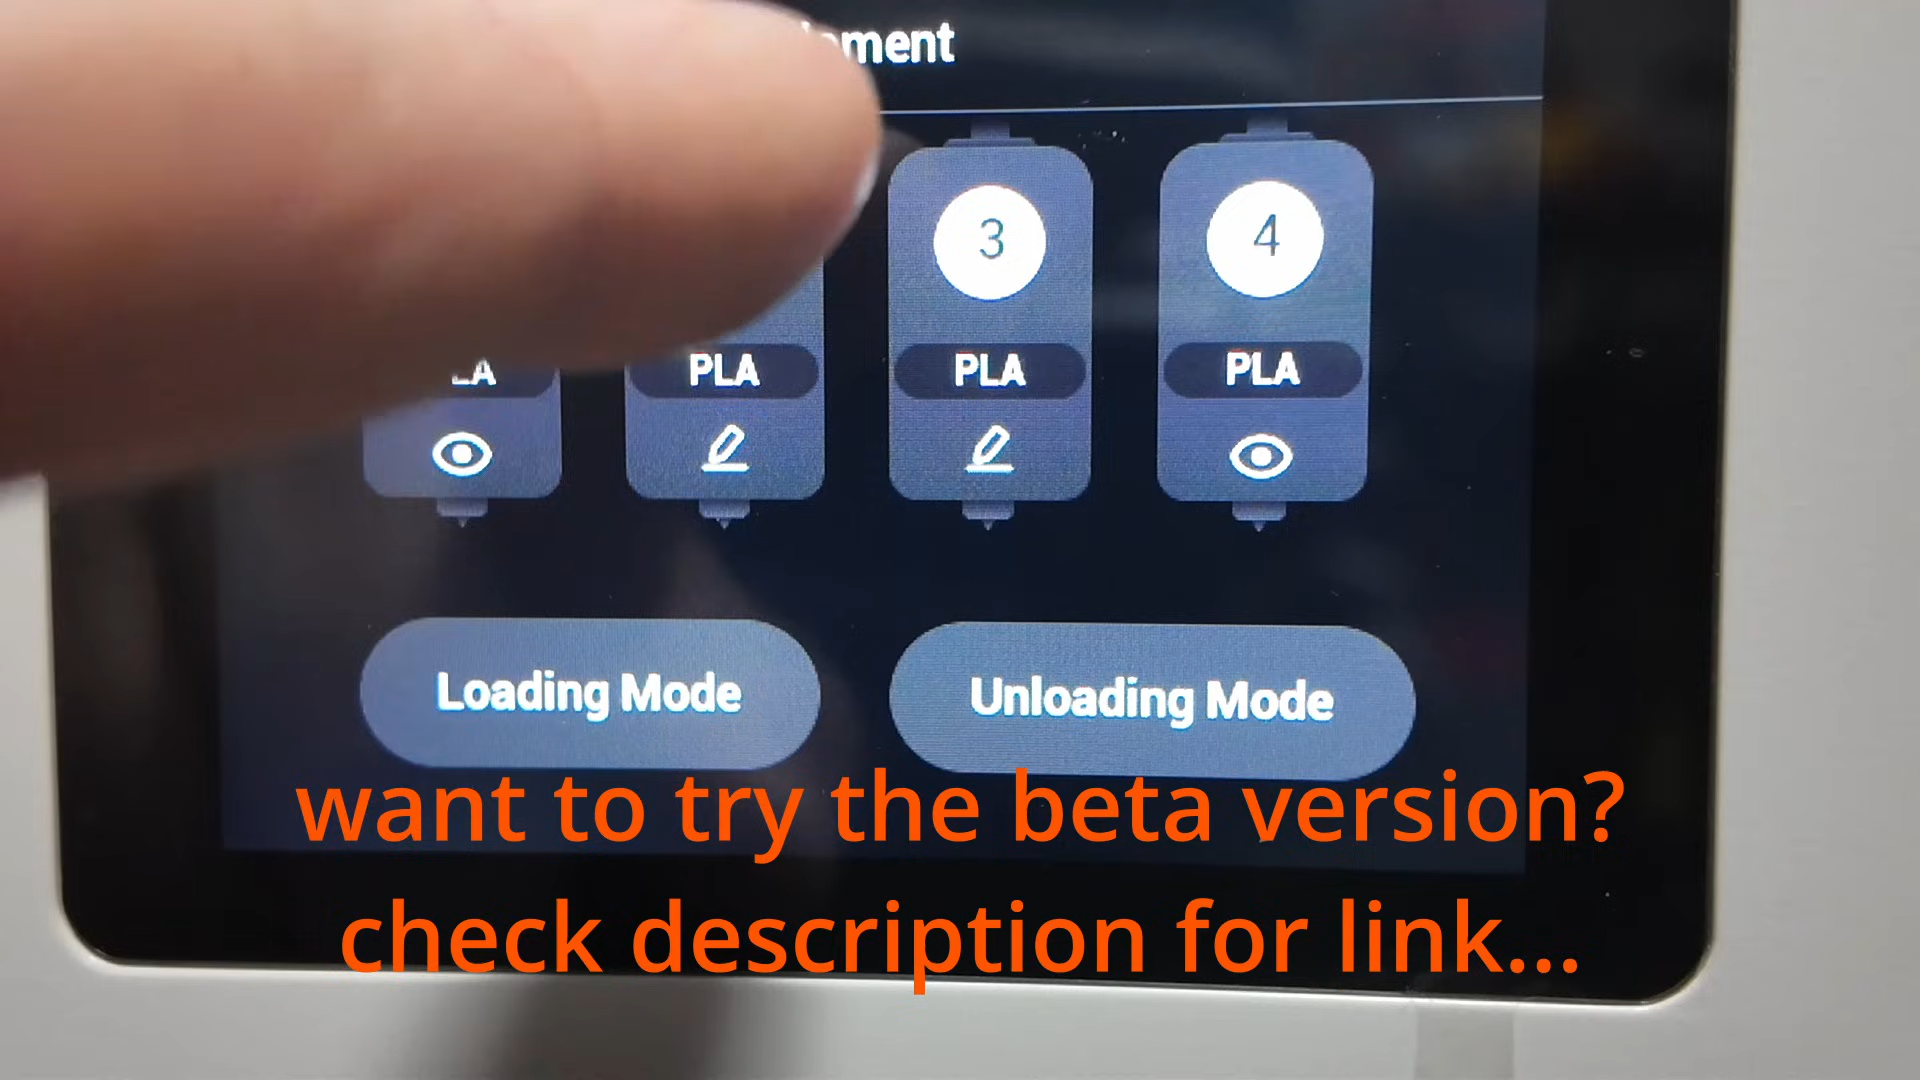 3
4
PLA
PLA
PLA
Loading Mode
Unloading Mode
want to try the beta version?
check description for link...